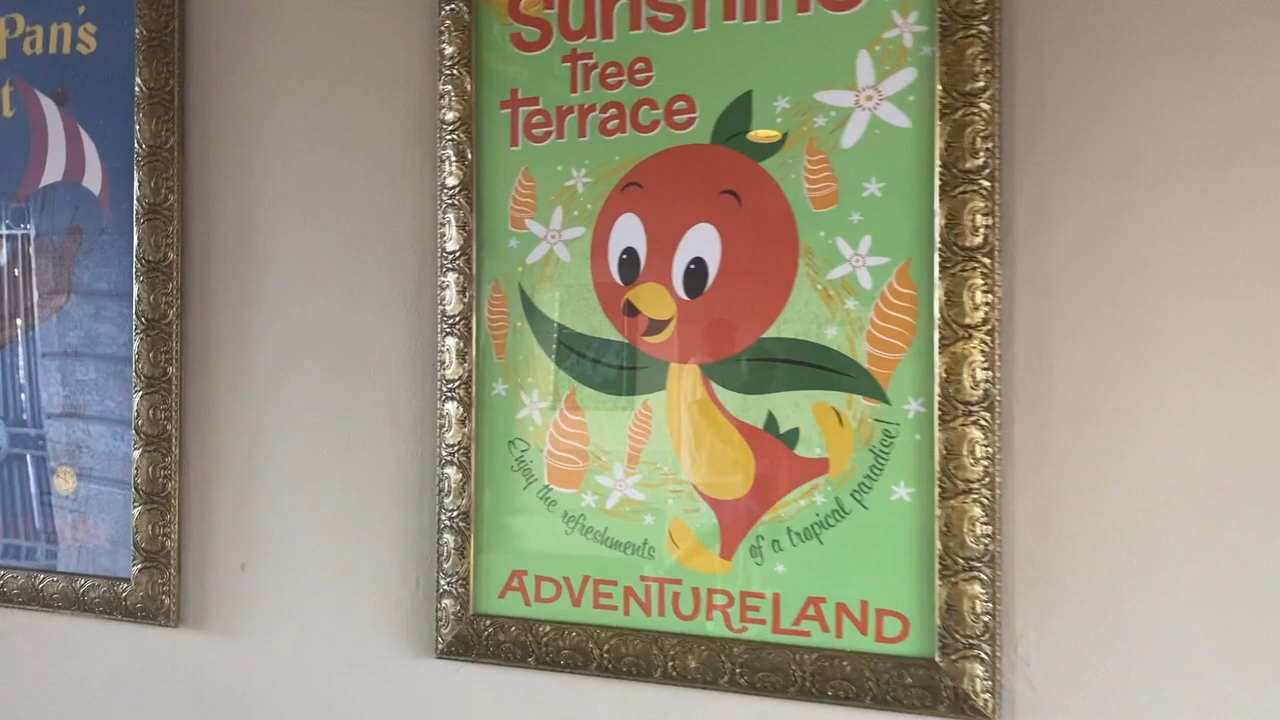 Pan's
t
Sunshine
Tree
Terrace
Enjoy the refreshments
of a tropical paradise!
ADVENTURELAND